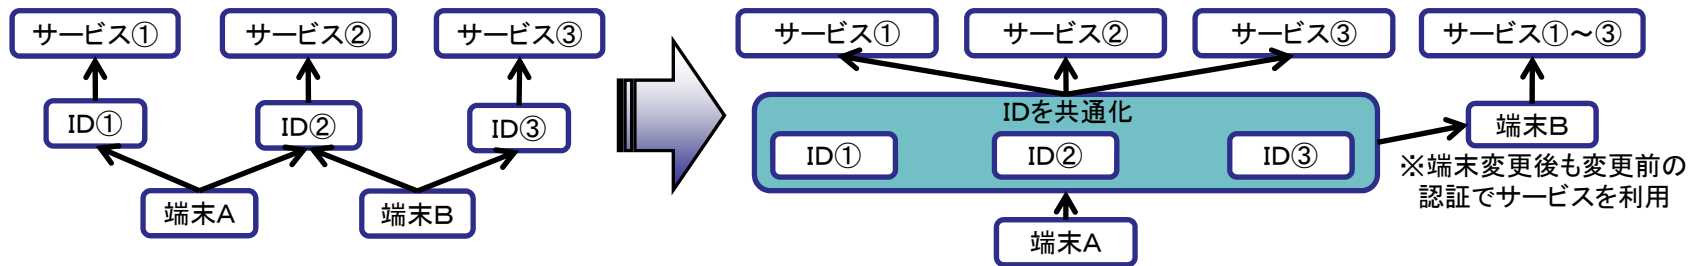 サービス①
サービス②
サービス③
ID①
ID②
ID③
端末A
端末B
サービス①
サービス②
サービス③
サービス①～③
IDを共通化
ID①
ID②
ID③
端末B
※端末変更後も変更前の
認証でサービスを利用
端末A